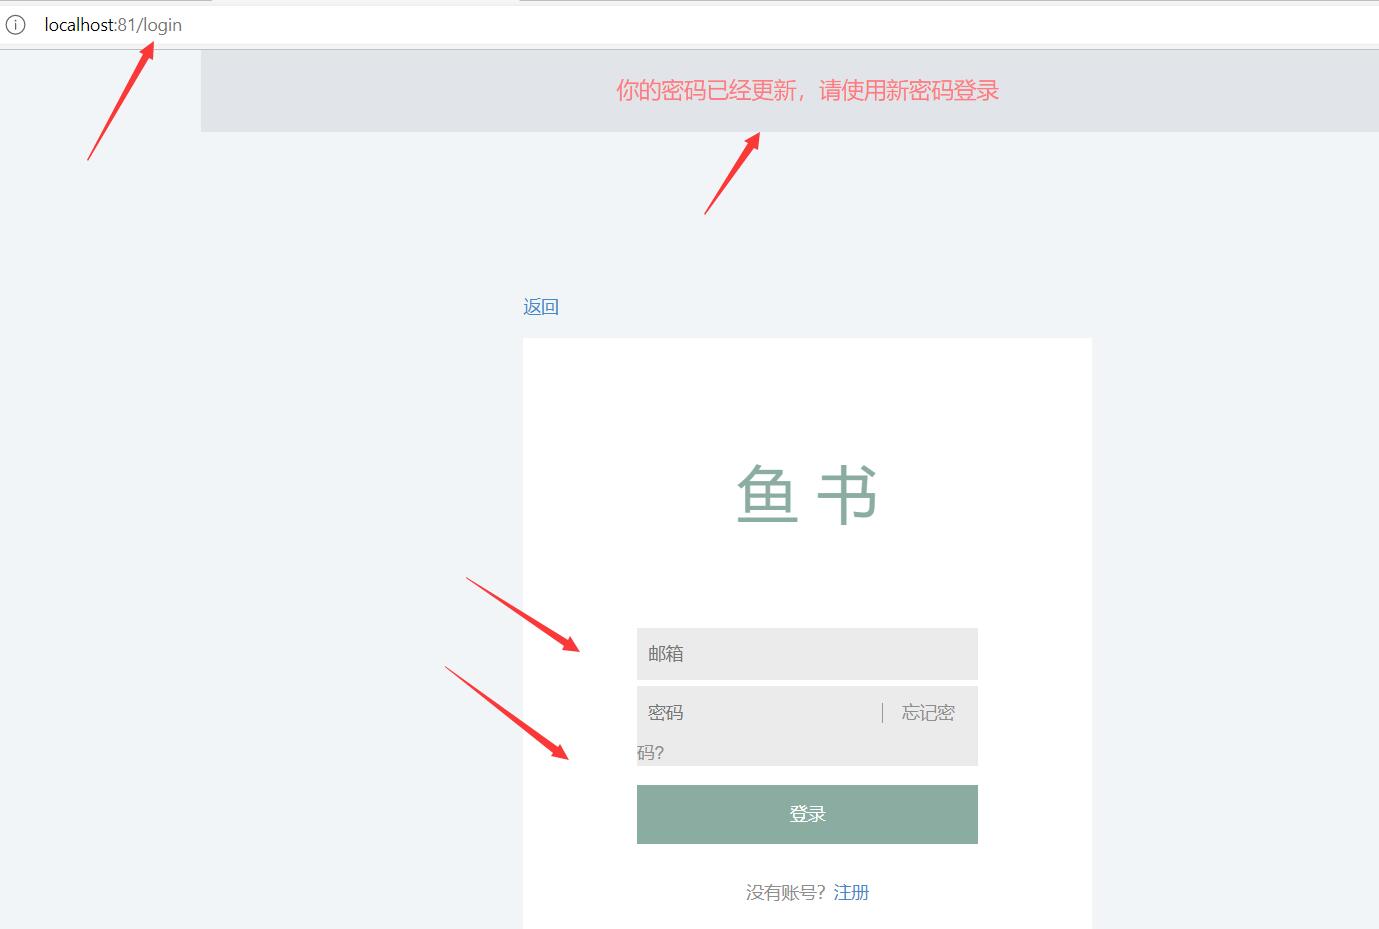 localhost:81/login
你的密码已经更新，请使用新密码登录
返回
鱼 书
邮箱
密码 | 忘记密
码?
登录
没有账号? 注册